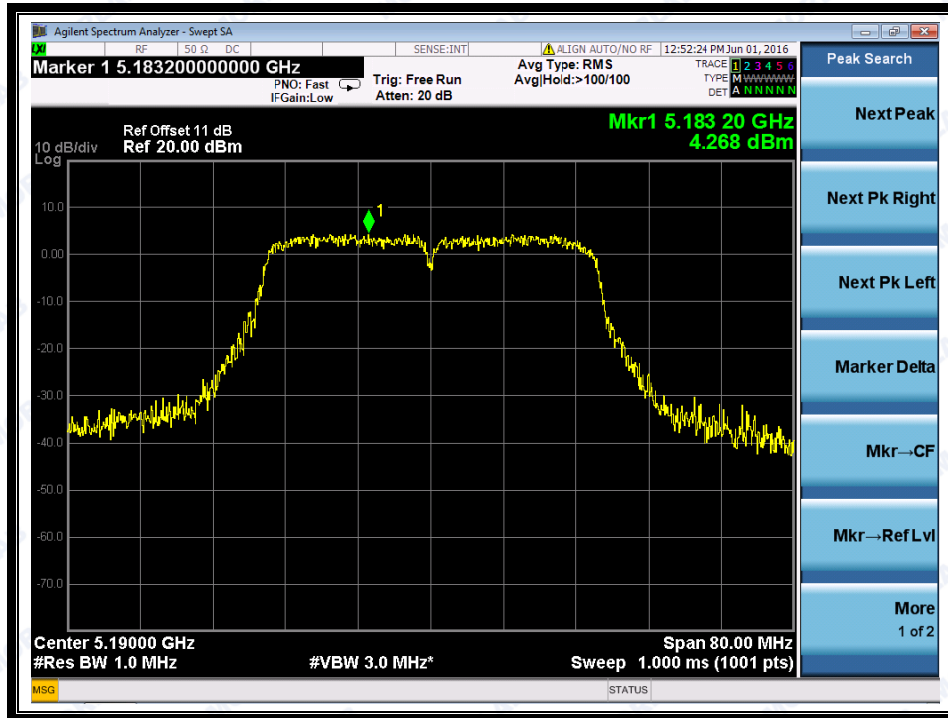 Agilent Spectrum Analyzer - Swept SA
LXI RF 50 Ω DC SENSE:INT ALIGN AUTO/NO RF 12:52:24 PM Jun 01, 2016
Marker 1 5.183200000000 GHz
PNO: Fast
IFGain:Low
Trig: Free Run
Atten: 20 dB
Avg Type: RMS
Avg|Hold:>100/100
TRACE 1 2 3 4 5 6
TYPE M WWWWW
DET A N N N N N
Peak Search
Mkr1 5.183 20 GHz
4.268 dBm
Ref Offset 11 dB
10 dB/div Ref 20.00 dBm
Log
10.0
0.00
-10.0
-20.0
-30.0
-40.0
-50.0
-60.0
-70.0
1
Center 5.19000 GHz Span 80.00 MHz
#Res BW 1.0 MHz #VBW 3.0 MHz* Sweep 1.000 ms (1001 pts)
Next Peak
Next Pk Right
Next Pk Left
Marker Delta
Mkr→CF
Mkr→Ref Lvl
More
1 of 2
MSG STATUS